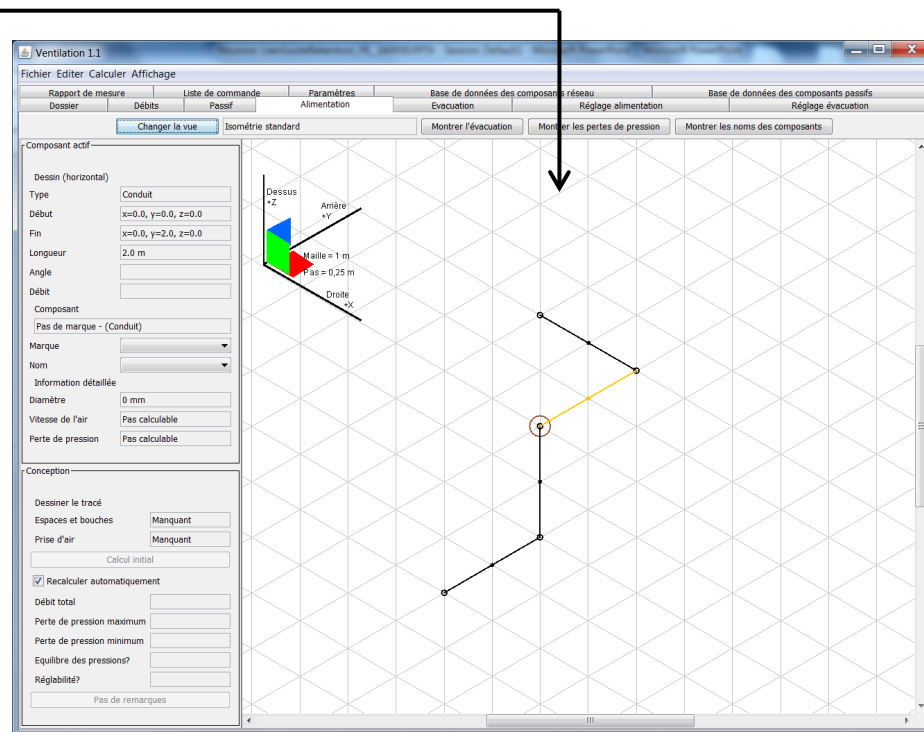 Ventilation 1.1
Fichier Editer Calculer Affichage
Rapport de mesure Liste de commande Paramètres Base de données des composants réseau Base de données des composants passifs
Dossier Débits Passif Alimentation Evacuation Réglage alimentation Réglage évacuation
Changer la vue Isométrie standard Montrer l'évacuation Montrer les pertes de pression Montrer les noms des composants
Composant actif
Dessin (horizontal)
Type Conduit
Début x=0.0, y=0.0, z=0.0
Fin x=0.0, y=2.0, z=0.0
Longueur 2.0 m
Angle
Débit
Composant
Pas de marque - (Conduit)
Marque
Nom
Information détaillée
Diamètre 0 mm
Vitesse de l'air Pas calculable
Perte de pression Pas calculable
Conception
Dessiner le tracé
Espaces et bouches Manquant
Prise d'air Manquant
Calcul initial
Recalculer automatiquement
Débit total
Perte de pression maximum
Perte de pression minimum
Equilibre des pressions?
Réglabilité?
Pas de remarques
Dessus
+Z
Arrière
+Y
Maille = 1 m
Pas = 0,25 m
Droite
+X